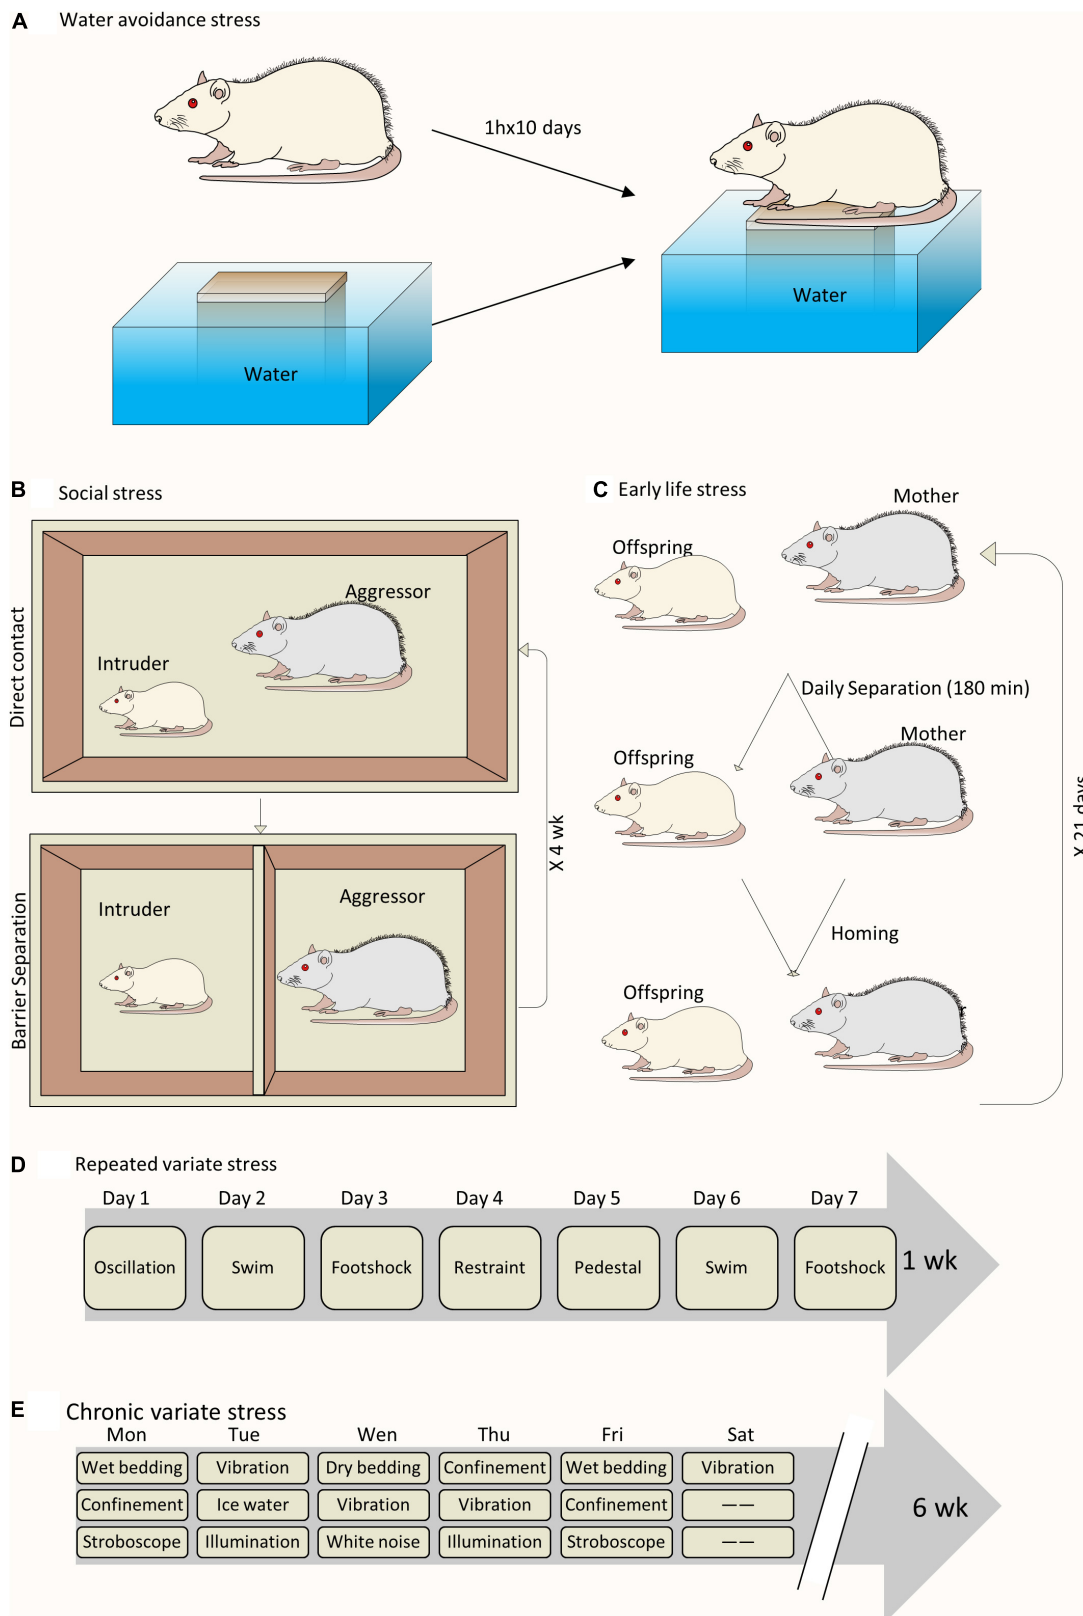 A Water avoidance stress
1hx10 days
Water
Water
B Social stress
Direct contact
Aggressor
Intruder
Barrier Separation
Intruder
Aggressor
X 4 wk
C Early life stress
Mother
Offspring
Daily Separation (180 min)
Mother
Offspring
Homing
Offspring
X 21 days
D Repeated variate stress
Day 1 Day 2 Day 3 Day 4 Day 5 Day 6 Day 7
Oscillation Swim Footshock Restraint Pedestal Swim Footshock 1 wk
E Chronic variate stress
Mon Tue Wen Thu Fri Sat
Wet bedding Vibration Dry bedding Confinement Wet bedding Vibration
Confinement Ice water Vibration Vibration Confinement ——
Stroboscope Illumination White noise Illumination Stroboscope ——
6 wk